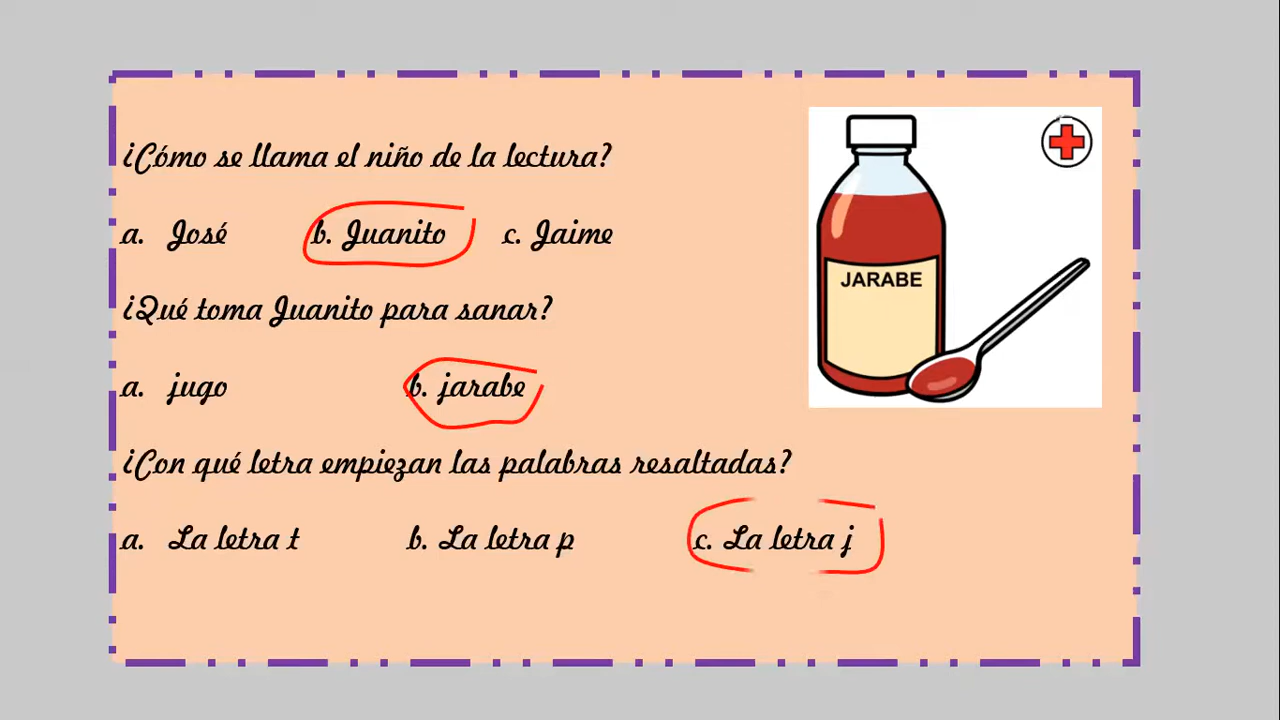 ¿Cómo se llama el niño de la lectura?
a. José b. Juanito c. Jaime
¿Qué toma Juanito para sanar?
a. jugo b. jarabe
¿Con qué letra empiezan las palabras resaltadas?
a. La letra t b. La letra p c. La letra j
JARABE